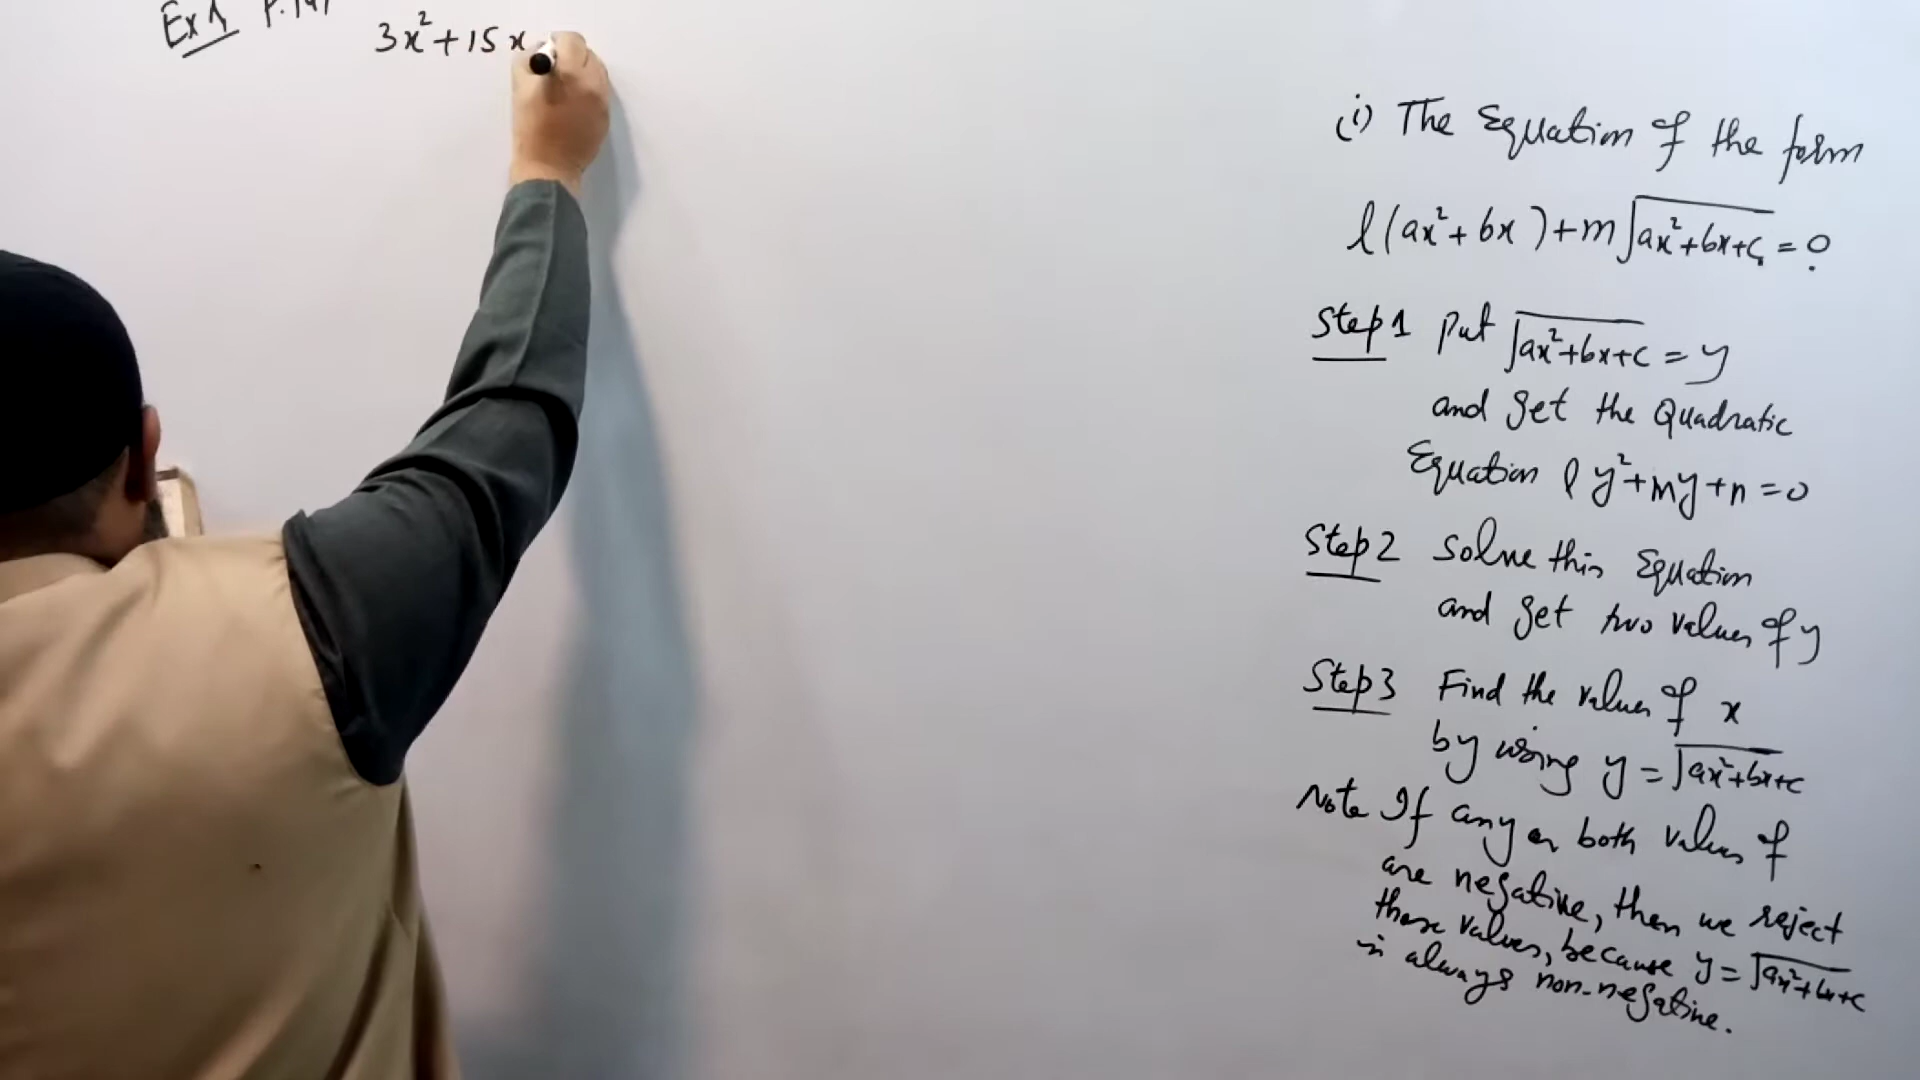 Ex 1
3x²+15x
(i) The Equation of the form
l(ax²+bx)+m√(ax²+bx+c) = 0
Step 1 Put √(ax²+bx+c) = y
and get the Quadratic
Equation ly²+my+n=0
Step 2 Solve this Equation
and get two values of y
Step 3 Find the values of x
by using y = √(ax²+bx+c)
Note If any or both values of
are negative, then we reject
these values, because y = √(ax²+bx+c)
is always non-negative.